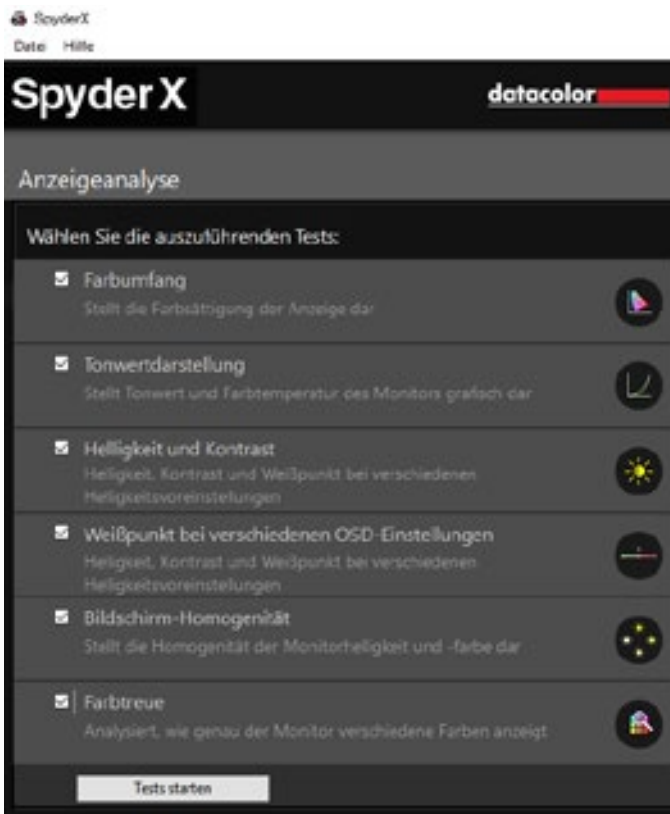 SpyderX
Datei Hilfe
Spyder X
datacolor
Anzeigeanalyse
Wählen Sie die auszuführenden Tests:
Farbumfang
Stellt die Farbsättigung der Anzeige dar
Tonwertdarstellung
Stellt Tonwert und Farbtemperatur des Monitors grafisch dar
Helligkeit und Kontrast
Helligkeit, Kontrast und Weißpunkt bei verschiedenen
Helligkeitsvoreinstellungen
Weißpunkt bei verschiedenen OSD-Einstellungen
Helligkeit, Kontrast und Weißpunkt bei verschiedenen
Helligkeitsvoreinstellungen
Bildschirm-Homogenität
Stellt die Homogenität der Monitorhelligkeit und -farbe dar
Farbtreue
Analysiert, wie genau der Monitor verschiedene Farben anzeigt
Tests starten